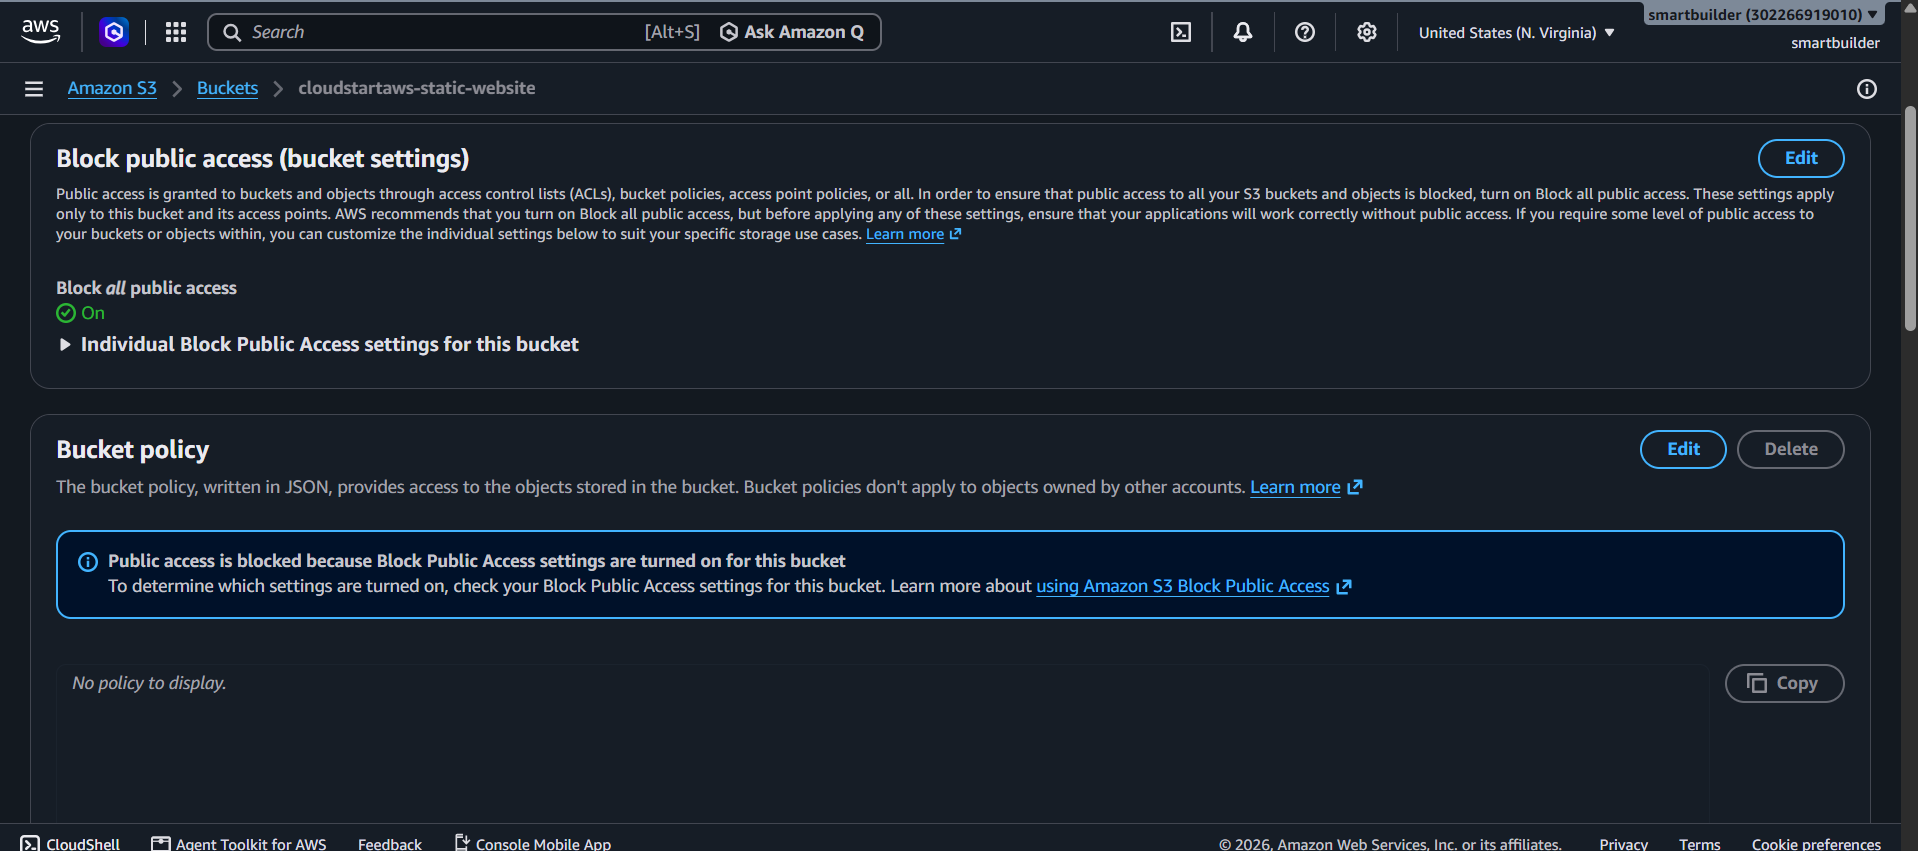 aws
Search [Alt+S] Ask Amazon Q
United States (N. Virginia) ▼
smartbuilder (302266919010) ▼
smartbuilder
Amazon S3 > Buckets > cloudstartaws-static-website
Block public access (bucket settings)
Edit
Public access is granted to buckets and objects through access control lists (ACLs), bucket policies, access point policies, or all. In order to ensure that public access to all your S3 buckets and objects is blocked, turn on Block all public access. These settings apply
only to this bucket and its access points. AWS recommends that you turn on Block all public access, but before applying any of these settings, ensure that your applications will work correctly without public access. If you require some level of public access to
your buckets or objects within, you can customize the individual settings below to suit your specific storage use cases. Learn more
Block all public access
On
Individual Block Public Access settings for this bucket
Bucket policy
Edit Delete
The bucket policy, written in JSON, provides access to the objects stored in the bucket. Bucket policies don't apply to objects owned by other accounts. Learn more
Public access is blocked because Block Public Access settings are turned on for this bucket
To determine which settings are turned on, check your Block Public Access settings for this bucket. Learn more about using Amazon S3 Block Public Access
No policy to display.
Copy
CloudShell Agent Toolkit for AWS Feedback Console Mobile App © 2026, Amazon Web Services, Inc. or its affiliates. Privacy Terms Cookie preferences